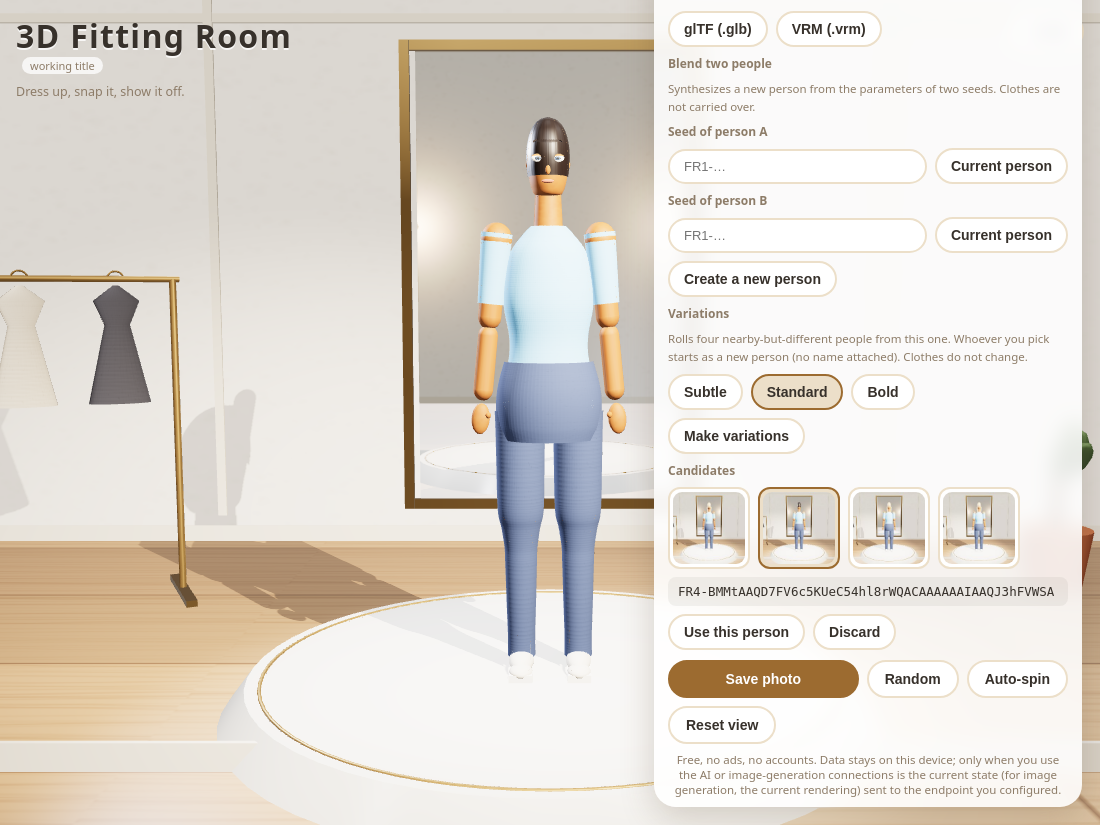 3D Fitting Room
working title
Dress up, snap it, show it off.
glTF (.glb)
VRM (.vrm)
Blend two people
Synthesizes a new person from the parameters of two seeds. Clothes are
not carried over.
Seed of person A
FR1-…
Current person
Seed of person B
FR1-…
Current person
Create a new person
Variations
Rolls four nearby-but-different people from this one. Whoever you pick
starts as a new person (no name attached). Clothes do not change.
Subtle
Standard
Bold
Make variations
Candidates
FR4-BMMtAAQD7FV6c5KUeC54hl8rWQACAAAAAAIAAQJ3hFVWSA
Use this person
Discard
Save photo
Random
Auto-spin
Reset view
Free, no ads, no accounts. Data stays on this device; only when you use
the AI or image-generation connections is the current state (for image
generation, the current rendering) sent to the endpoint you configured.